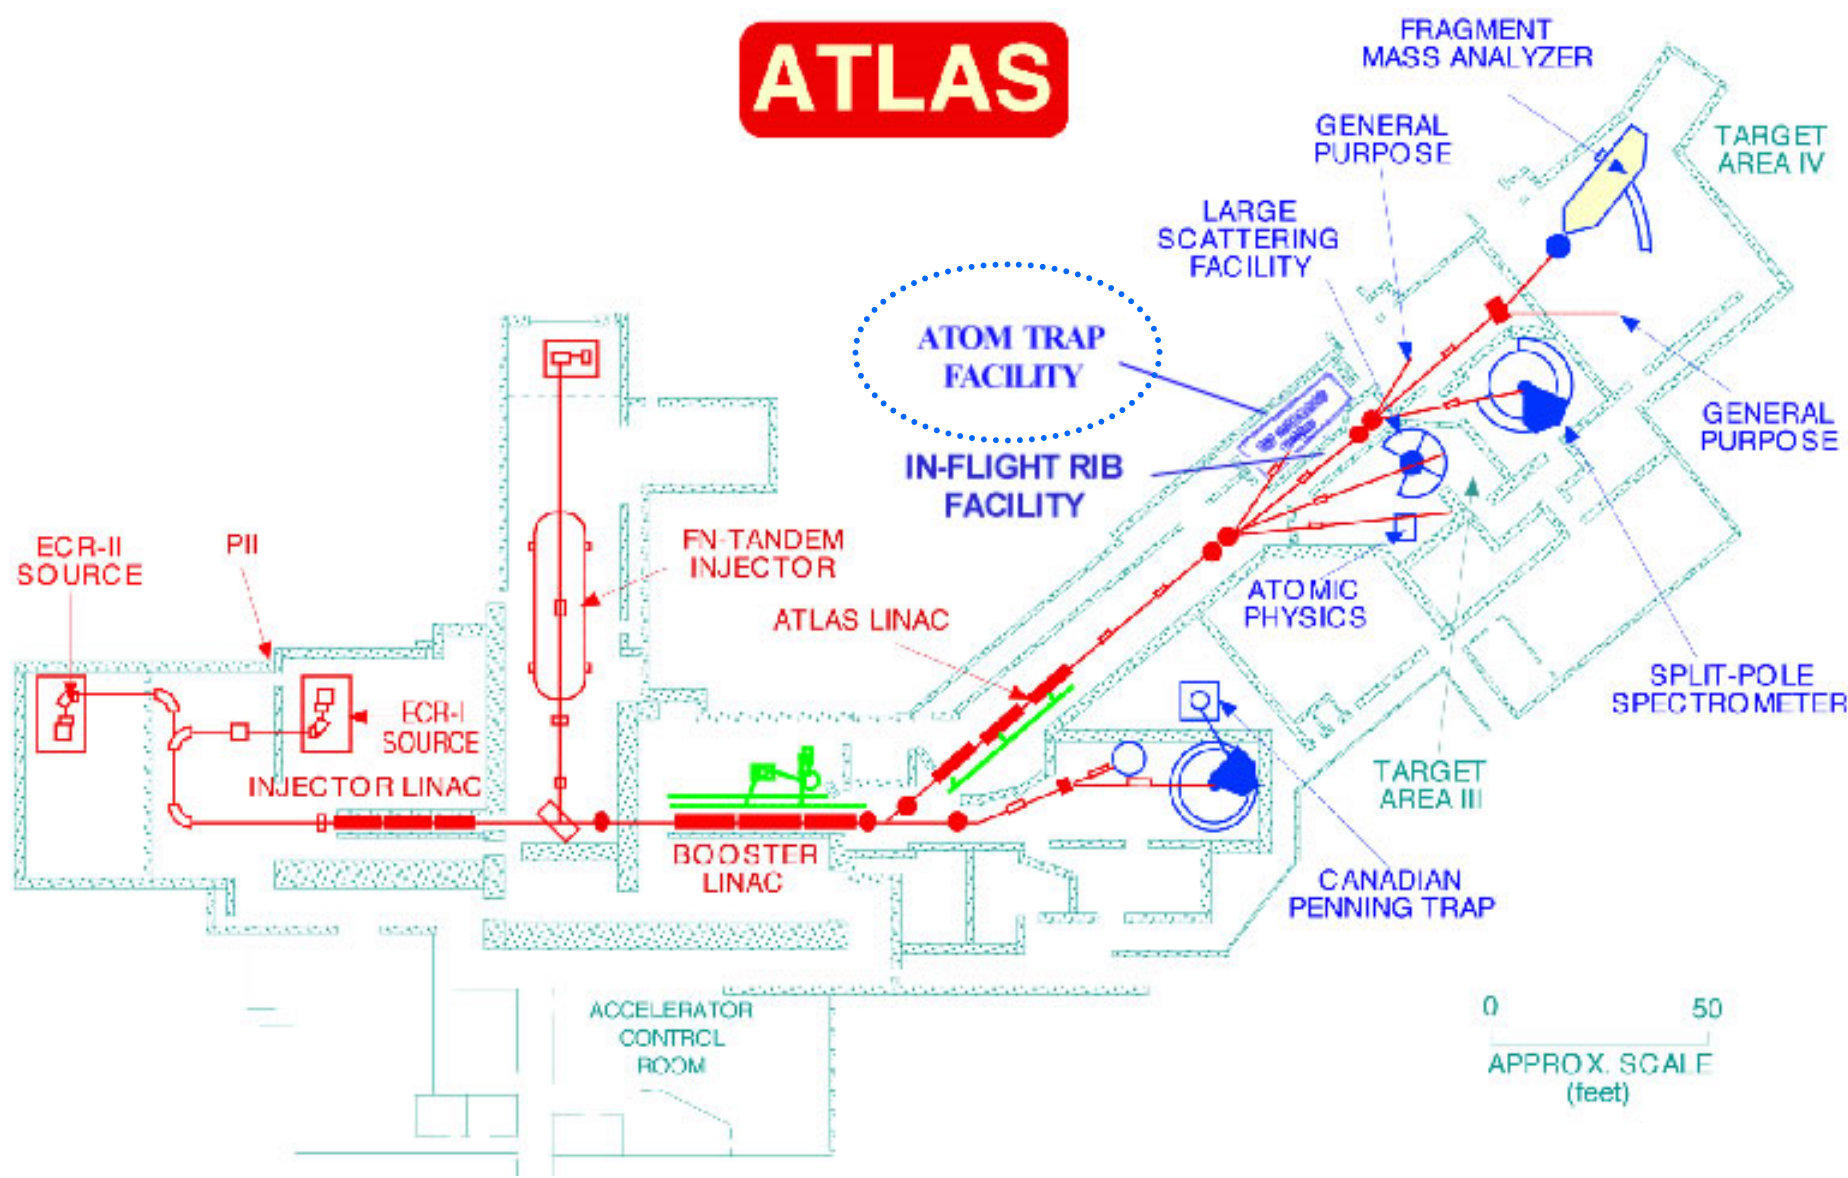 ATLAS
FRAGMENT
MASS ANALYZER
GENERAL
PURPOSE
TARGET
AREA IV
LARGE
SCATTERING
FACILITY
ATOM TRAP
FACILITY
GENERAL
PURPOSE
IN-FLIGHT RIB
FACILITY
ECR-II
SOURCE
PII
FN-TANDEM
INJECTOR
ATLAS LINAC
ATOMIC
PHYSICS
SPLIT-POLE
SPECTROMETER
ECR-I
SOURCE
INJECTOR LINAC
TARGET
AREA III
BOOSTER
LINAC
CANADIAN
PENNING TRAP
ACCELERATOR
CONTROL
ROOM
0 50
APPROX. SCALE
(feet)